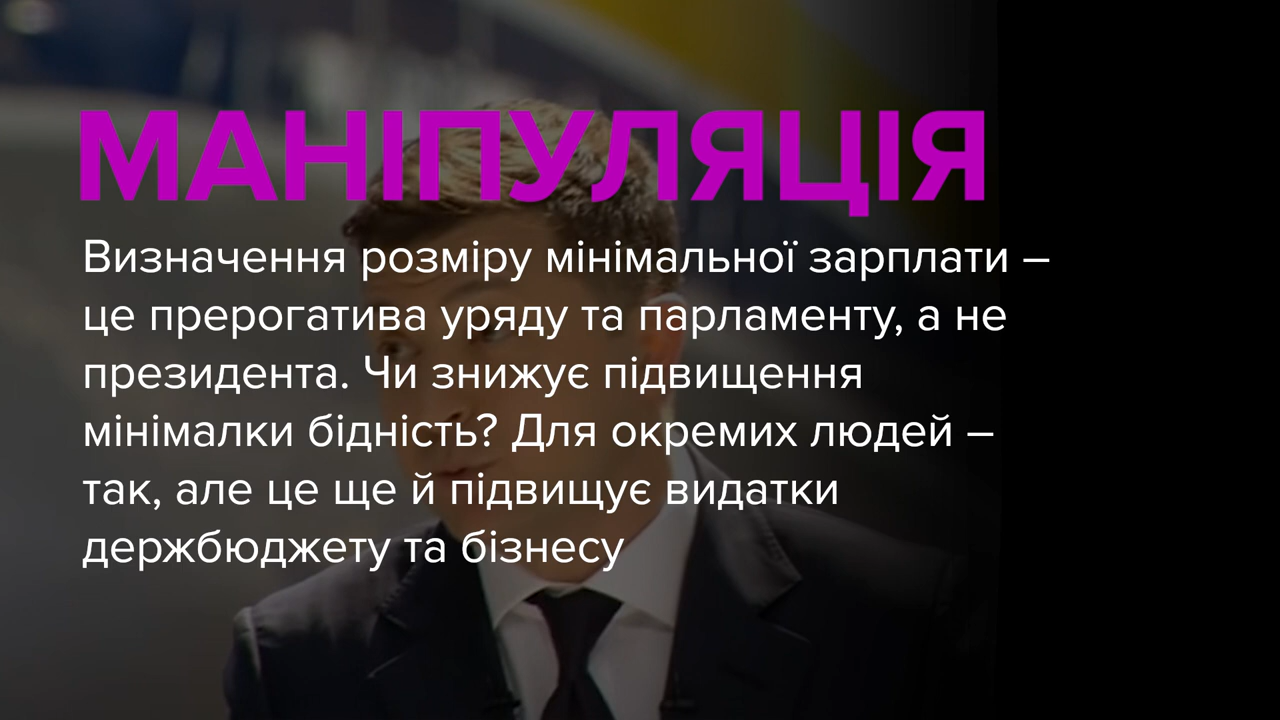 МАНІПУЛЯЦІЯ
Визначення розміру мінімальної зарплати –
це прерогатива уряду та парламенту, а не
президента. Чи знижує підвищення
мінімалки бідність? Для окремих людей –
так, але це ще й підвищує видатки
держбюджету та бізнесу